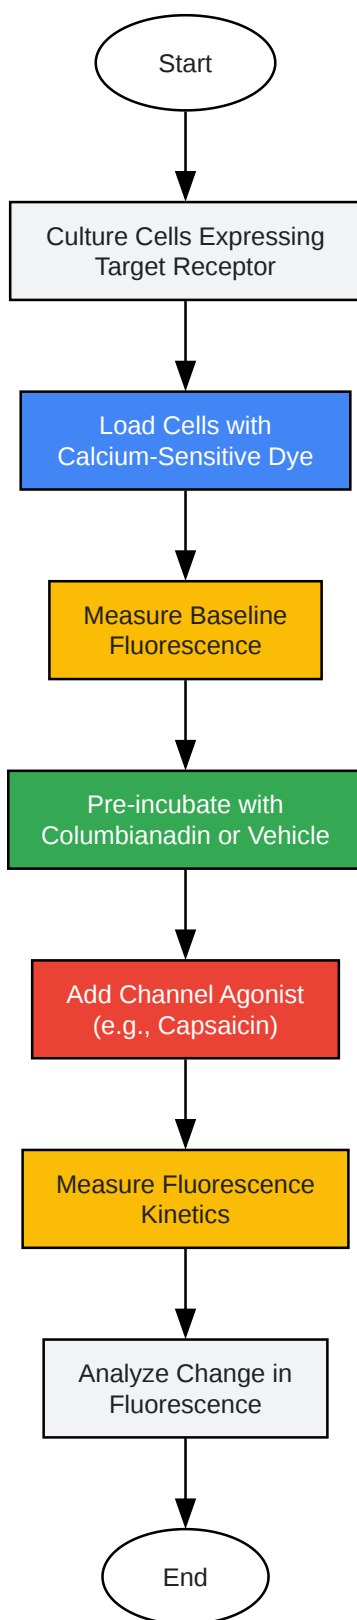 Start
Culture Cells Expressing
Target Receptor
Load Cells with
Calcium-Sensitive Dye
Measure Baseline
Fluorescence
Pre-incubate with
Columbianadin or Vehicle
Add Channel Agonist
(e.g., Capsaicin)
Measure Fluorescence
Kinetics
Analyze Change in
Fluorescence
End